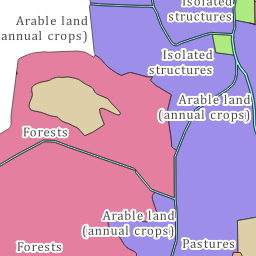 Isolated
structures
Arable land
(annual crops)
Isolated
structures
Arable land
(annual crops)
Forests
Arable land
(annual crops)
Forests
Pastures